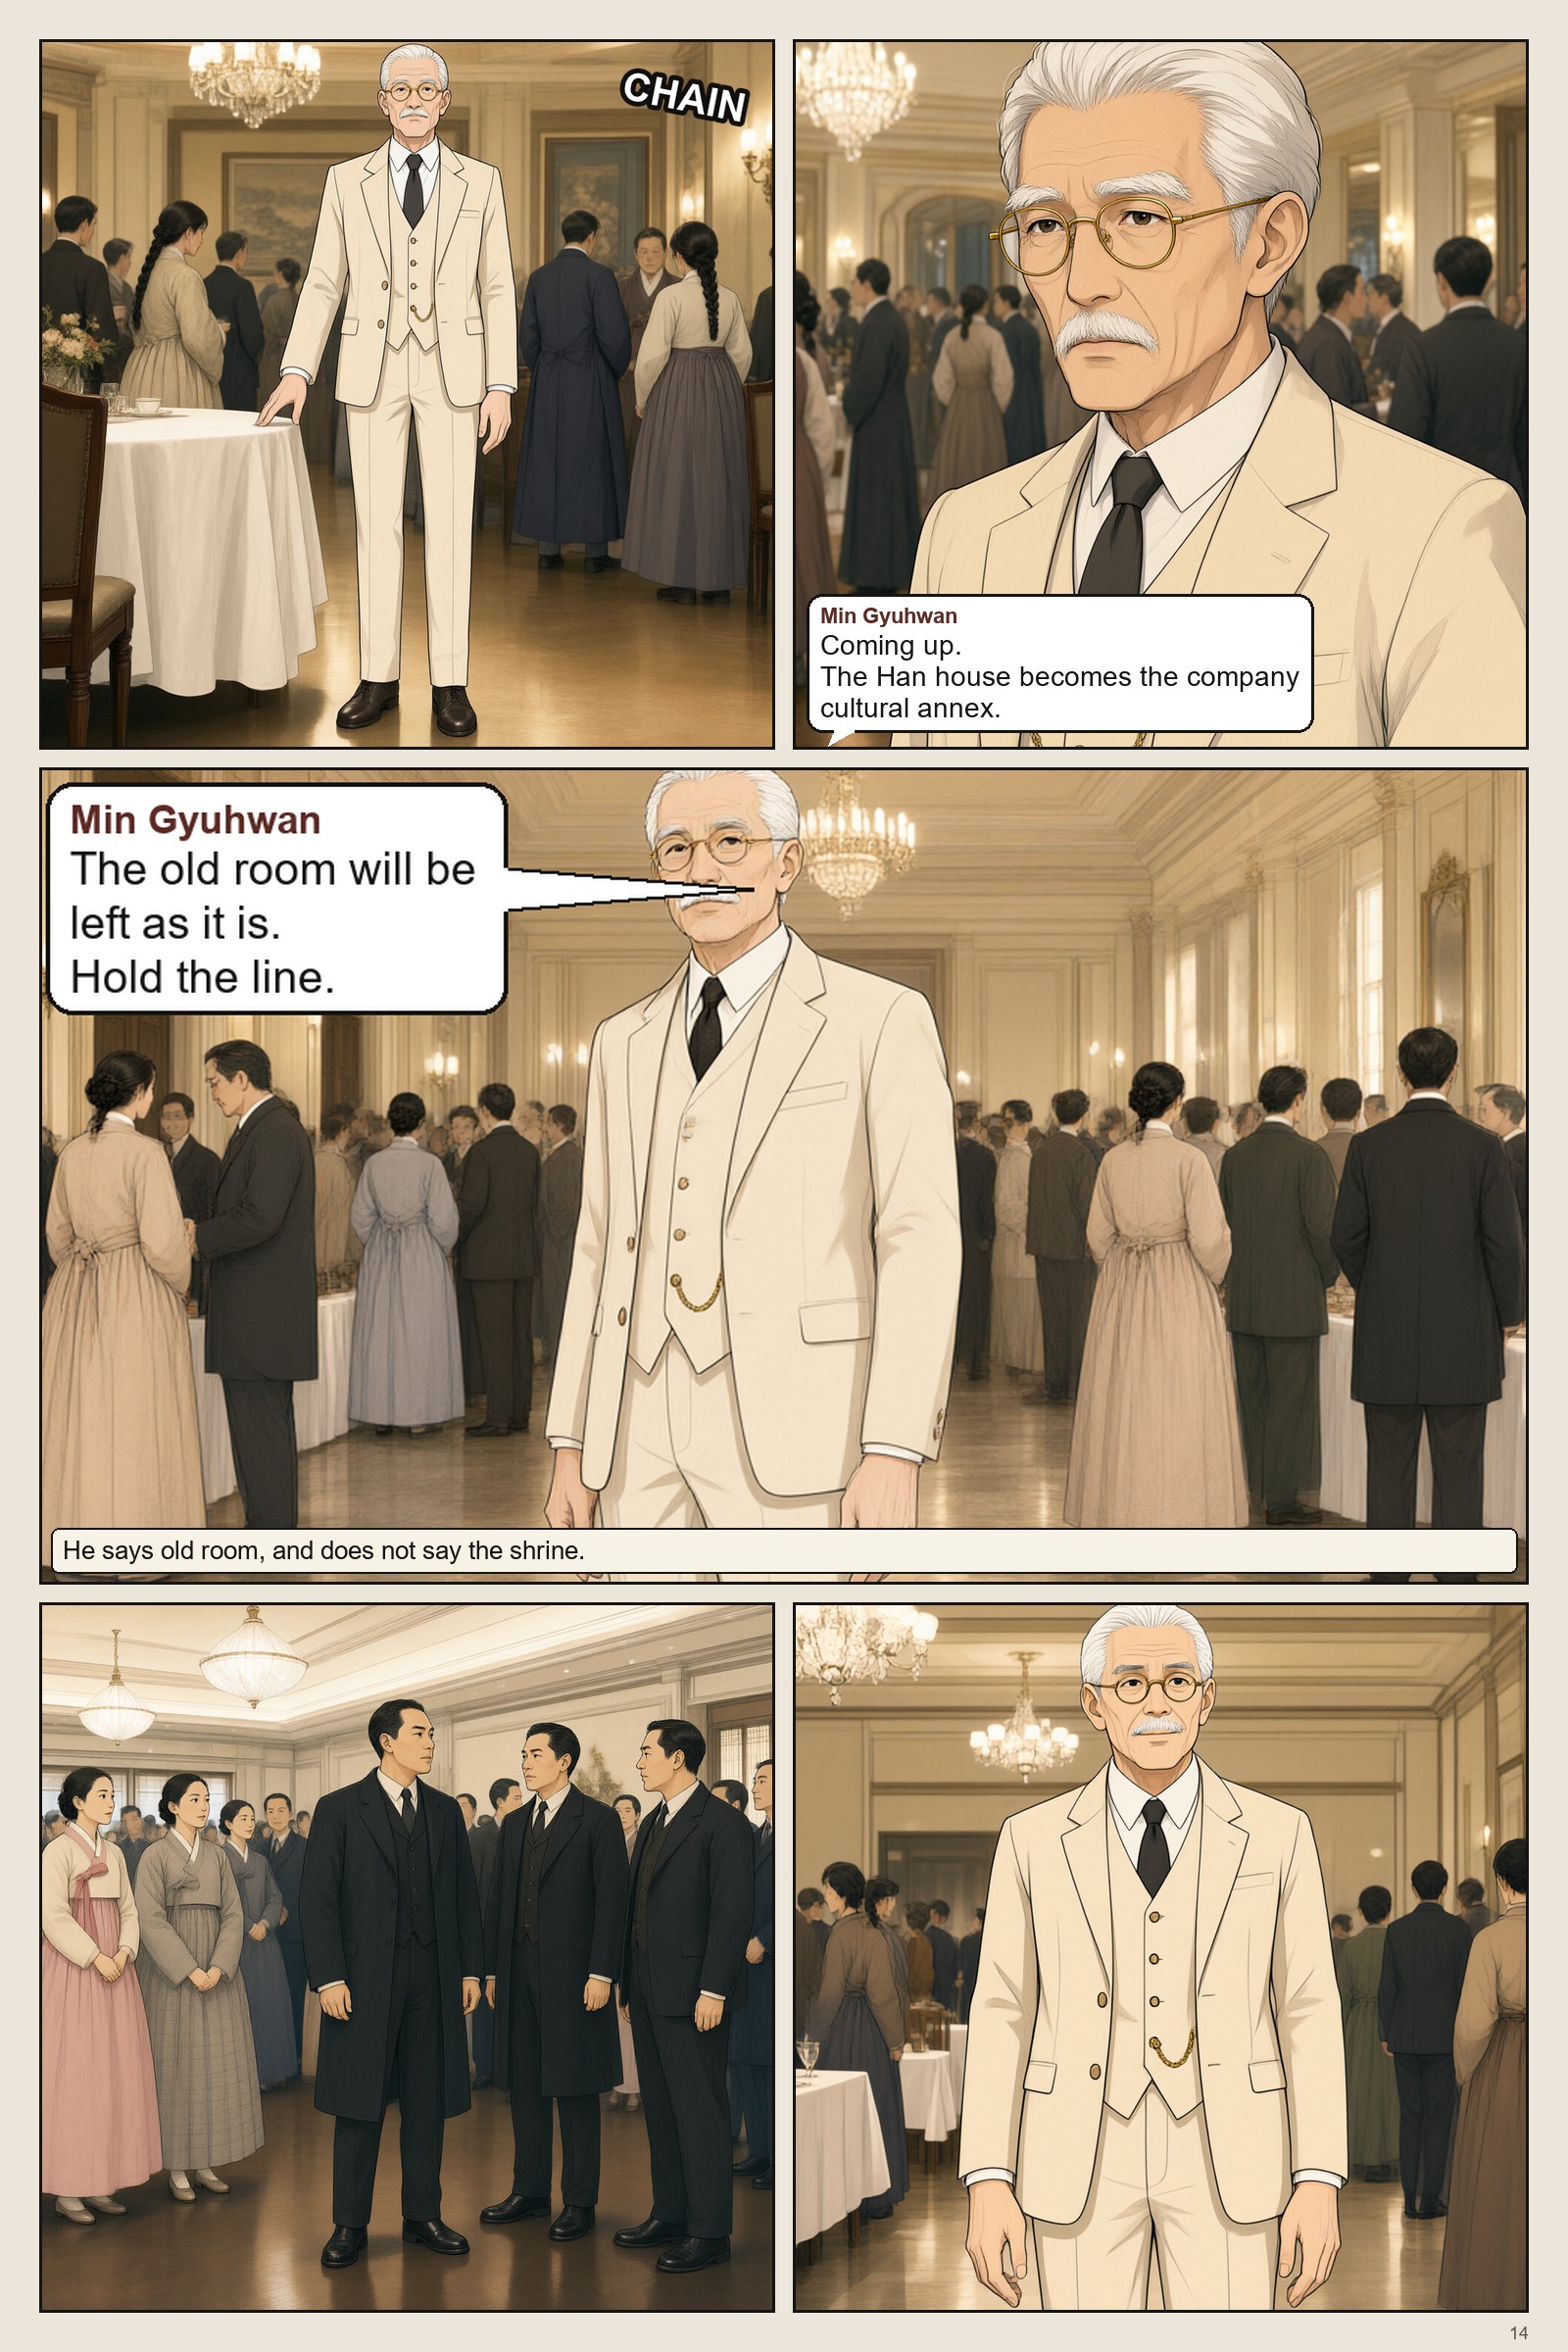 CHAIN
Min Gyuhwan
Coming up.
The Han house becomes the company
cultural annex.
Min Gyuhwan
The old room will be
left as it is.
Hold the line.
He says old room, and does not say the shrine.
14